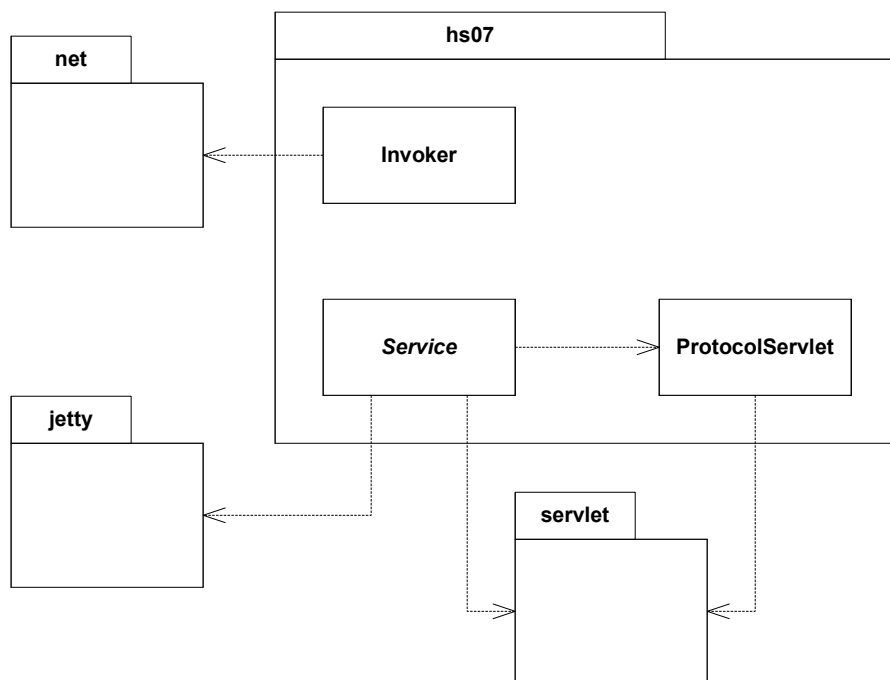 hs07
net
Invoker
Service
ProtocolServlet
jetty
servlet